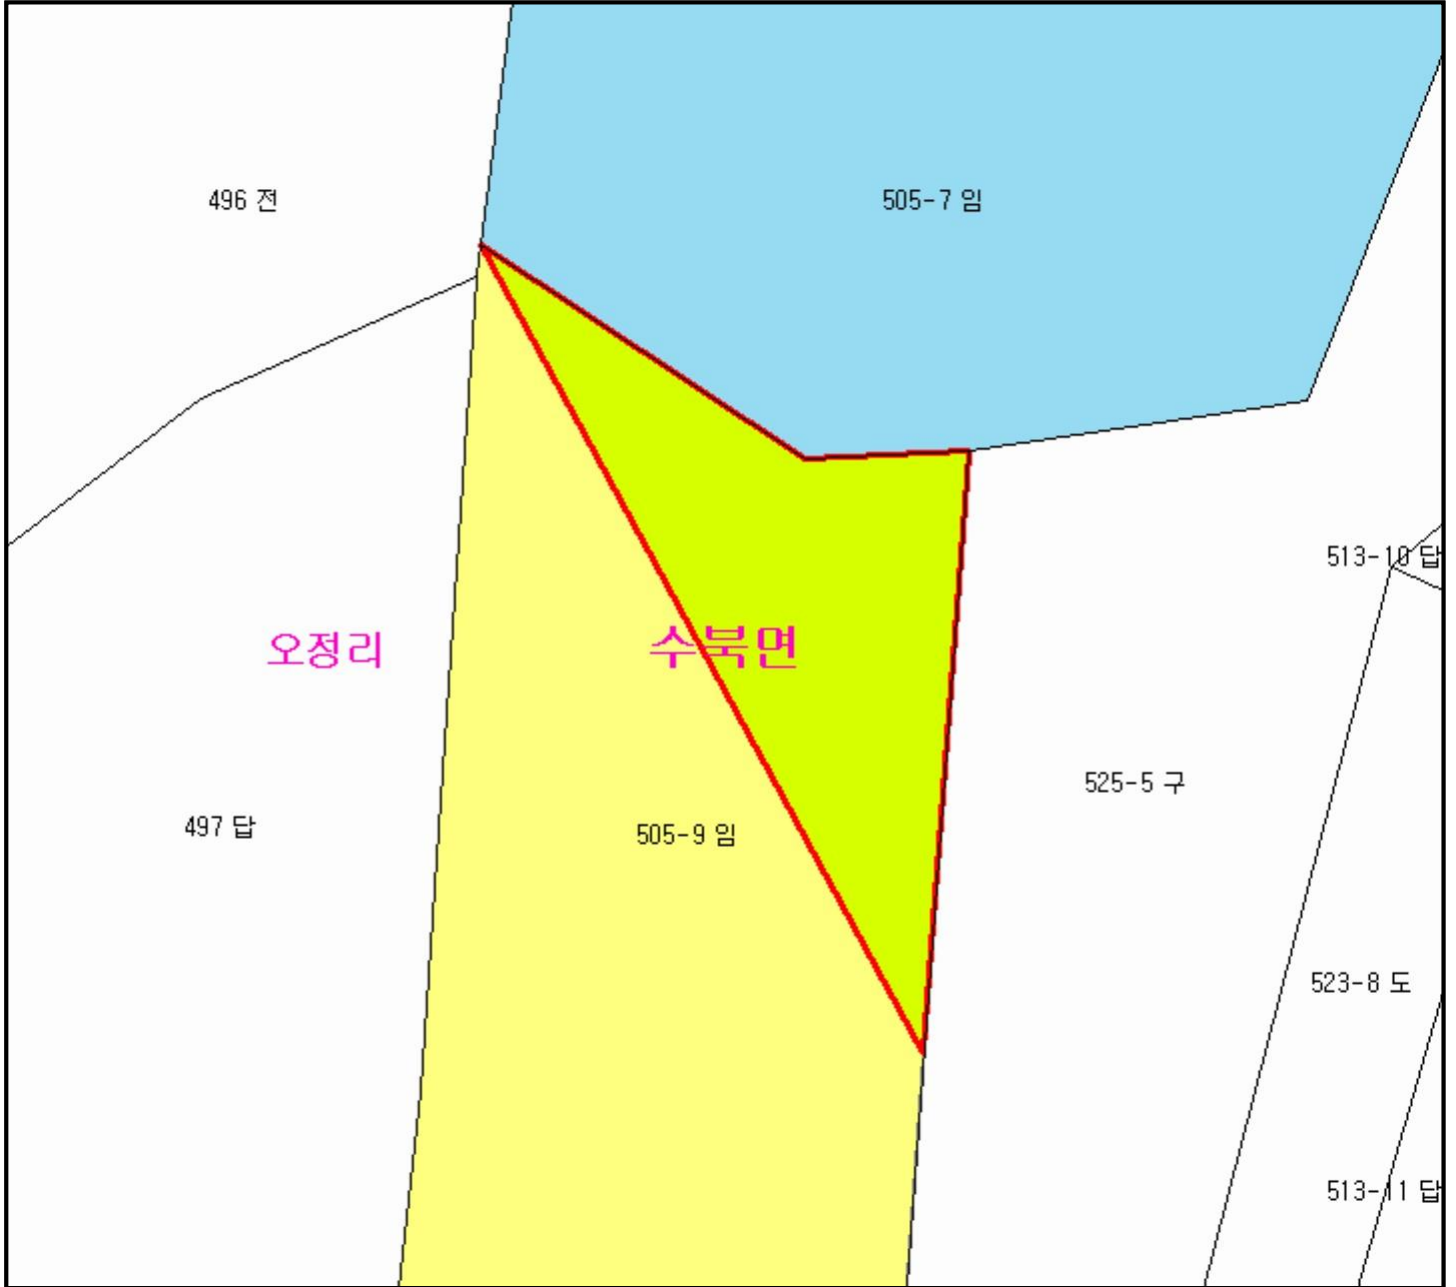 496 전
505-7 임
513-10 답
오정리
수북면
525-5 구
497 답
505-9 임
523-8 도
513-11 답